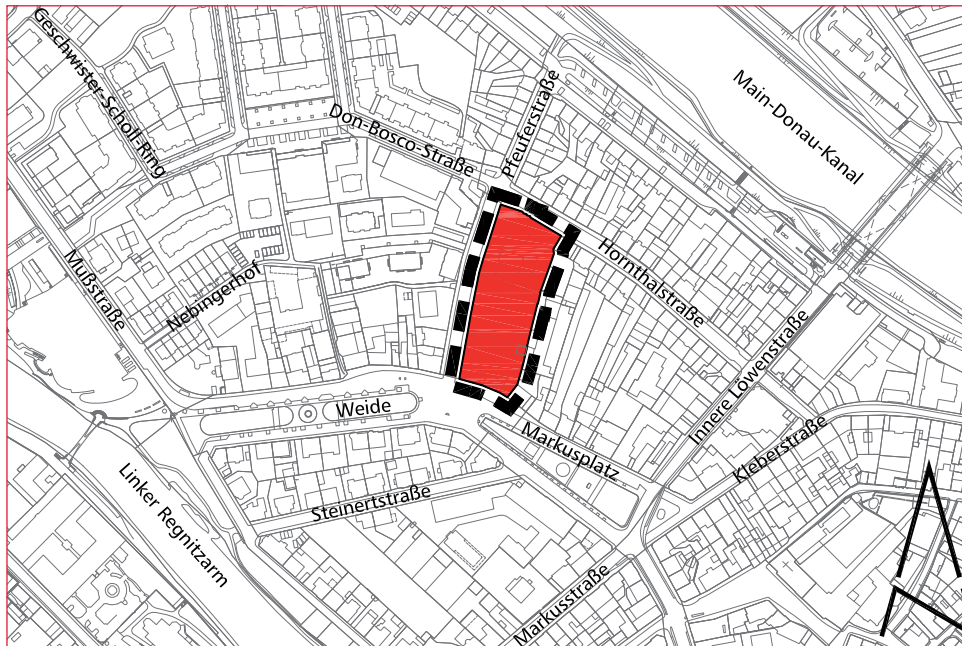 Geschwister-Scholl-Ring
Don-Bosco-Straße
Pfeuferstraße
Main-Donau-Kanal
Mußstraße
Nebingerhof
Hornthalstraße
Innere Löwenstraße
Weide
Markusplatz
Kleberstraße
Steinertstraße
Linker Regnitzarm
Markusstraße